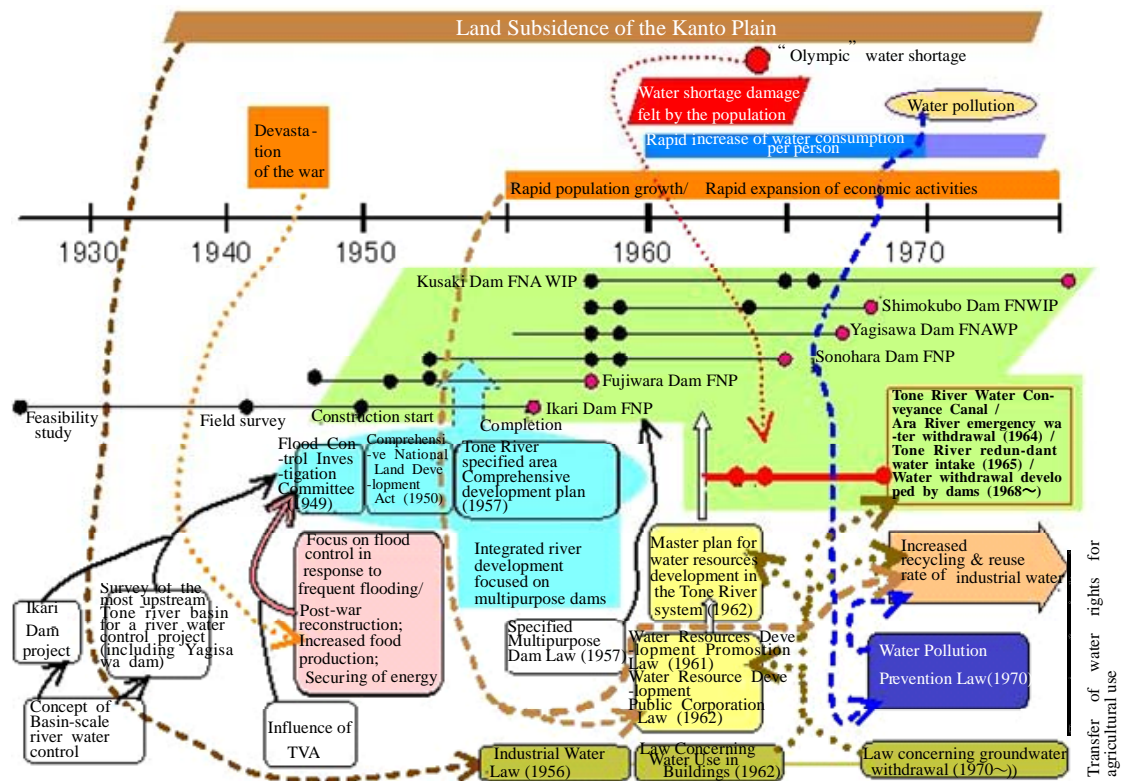 Land Subsidence of the Kanto Plain
“ Olympic” water shortage
Water shortage damage
felt by the population
Water pollution
Rapid increase of water consumption
per person
Devasta-
tion
of the war
Rapid population growth/ Rapid expansion of economic activities
1930
1940
1950
1960
1970
Kusaki Dam FNA WIP
Shimokubo Dam FNWIP
Yagisawa Dam FNAWP
Sonohara Dam FNP
Fujiwara Dam FNP
Ikari Dam FNP
Feasibility
study
Field survey
Construction start
Completion
Flood Con
-trol Inves
-tigation
Committee
(1949)
Comprehensi
-ve National
Land Deve
-lopment
Act (1950)
Tone River
specified area
Comprehensive
development plan
(1957)
Tone River Water Con-
veyance Canal /
Ara River emergency wa
-ter withdrawal (1964) /
Tone River redun-dant
water intake (1965) /
Water withdrawal develo
ped by dams (1968～)
Focus on flood
control in
response to
frequent flooding/
Post-war
reconstruction;
Increased food
production;
Securing of energy
Integrated river
development
focused on
multipurpose dams
Master plan for
water resources
development in
the Tone River
system (1962)
Increased
recycling & reuse
rate of industrial water
Ikari
Dam
project
Survey of the
most upstream
Tone river basin
for a river water
control project
(including Yagisa
wa dam)
Specified
Multipurpose
Dam Law (1957)
Water Resources Deve
-lopment Promostion
Law (1961)
Water Resource Deve
-lopment
Public Corporation
Law (1962)
Water Pollution
Prevention Law(1970)
Concept of
Basin-scale
river water
control
Influence of
TVA
Industrial Water
Law (1956)
Law Concerning
Water Use in
Buildings (1962)
Law concerning groundwater
withdrawal (1970～)
Transfer of water rights for
agricultural use